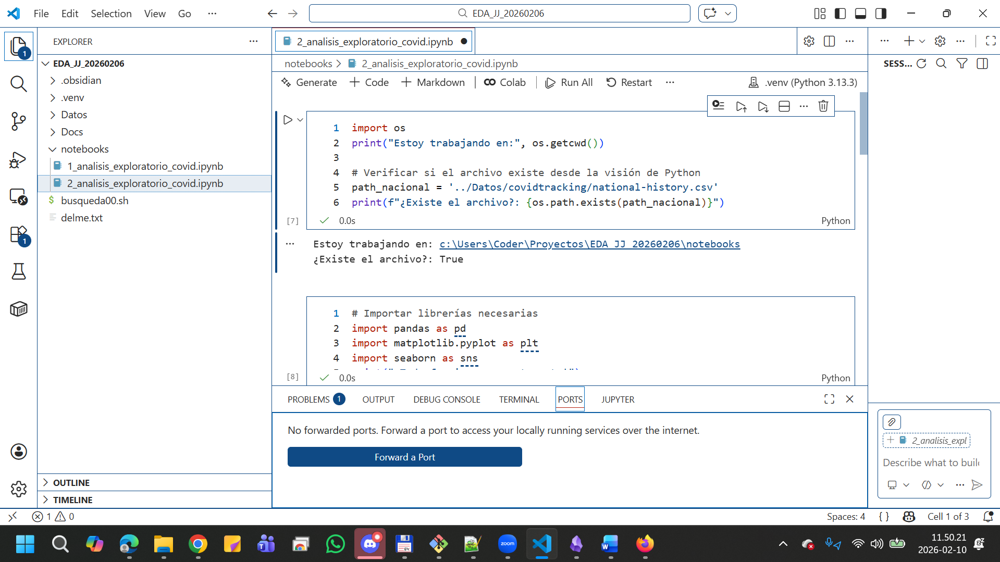 File Edit Selection View Go ···
EDA_JJ_20260206
EXPLORER
1
EDA_JJ_20260206
.obsidian
.venv
Datos
Docs
notebooks
1_analisis_exploratorio_covid.ipynb
2_analisis_exploratorio_covid.ipynb
$ busqueda00.sh
delme.txt
1
OUTLINE
TIMELINE
2_analisis_exploratorio_covid.ipynb
notebooks > 2_analisis_exploratorio_covid.ipynb
Generate + Code + Markdown Colab Run All Restart ··· .venv (Python 3.13.3)
1 import os
2 print("Estoy trabajando en:", os.getcwd())
3
4 # Verificar si el archivo existe desde la visión de Python
5 path_nacional = '../Datos/covidtracking/national-history.csv'
6 print(f"¿Existe el archivo?: {os.path.exists(path_nacional)}")
[7] 0.0s Python
Estoy trabajando en: c:\Users\Coder\Proyectos\EDA_JJ_20260206\notebooks
¿Existe el archivo?: True
1 # Importar librerías necesarias
2 import pandas as pd
3 import matplotlib.pyplot as plt
4 import seaborn as sns
[8] 0.0s Python
PROBLEMS 1 OUTPUT DEBUG CONSOLE TERMINAL PORTS JUPYTER
No forwarded ports. Forward a port to access your locally running services over the internet.
Forward a Port
SESS...
2_analisis_expl
Describe what to buil
1 0
Spaces: 4 { } Cell 1 of 3
64
zoom
11.50.21
2026-02-10